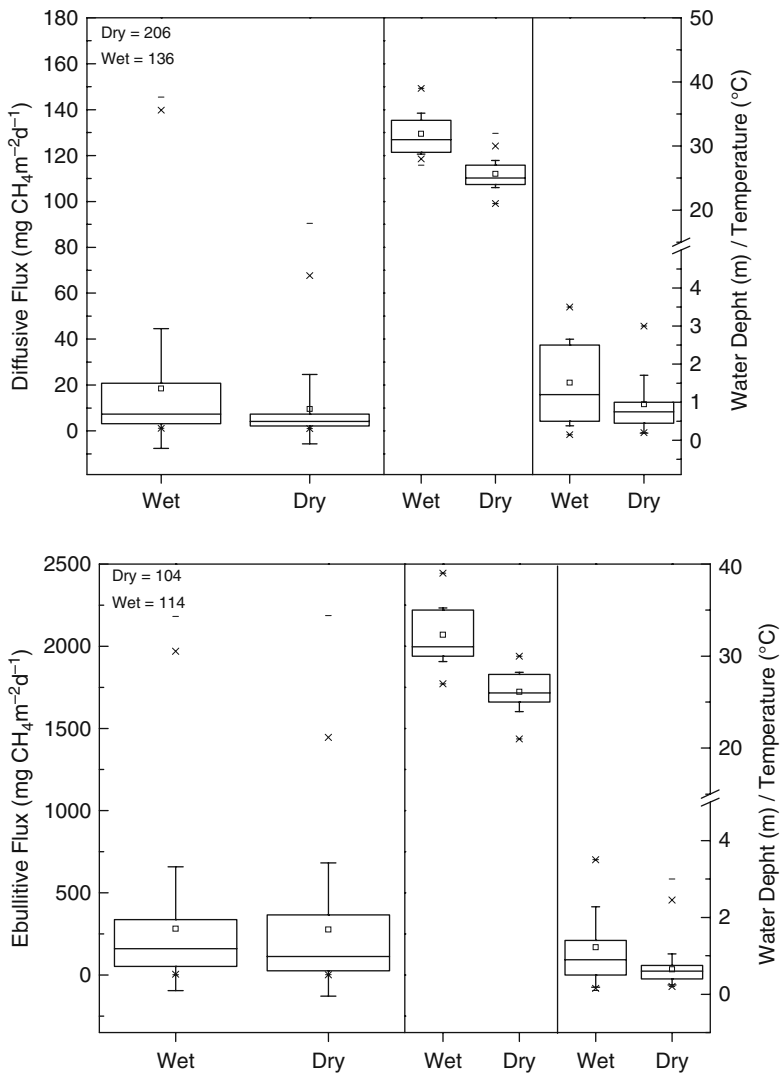 180
160
140
120
100
80
60
40
20
0
Diffusive Flux (mg CH₄m⁻²d⁻¹)
Dry = 206
Wet = 136
50
40
30
20
4
3
2
1
0
Water Depht (m) / Temperature (°C)
Wet
Dry
Wet
Dry
Wet
Dry
2500
2000
1750
1500
1000
500
250
0
Ebullitive Flux (mg CH₄m⁻²d⁻¹)
Dry = 104
Wet = 114
40
30
20
4
2
0
Water Depht (m) / Temperature (°C)
Wet
Dry
Wet
Dry
Wet
Dry